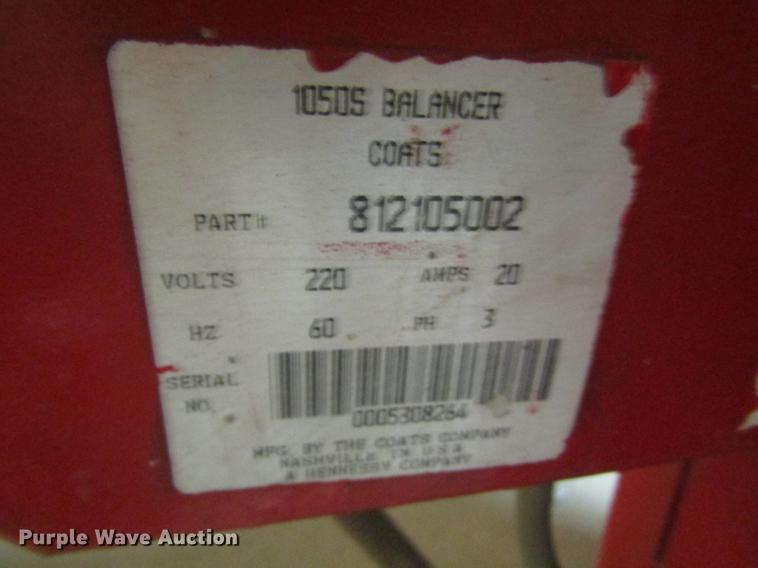 1050S BALANCER
COATS
PART# 812105002
VOLTS 220 AMPS 20
HZ 60 PH 3
SERIAL
NO. 0005308264
MFG. BY THE COATS COMPANY
NASHVILLE IN U.S.A
A HENNESSY COMPANY
Purple Wave Auction